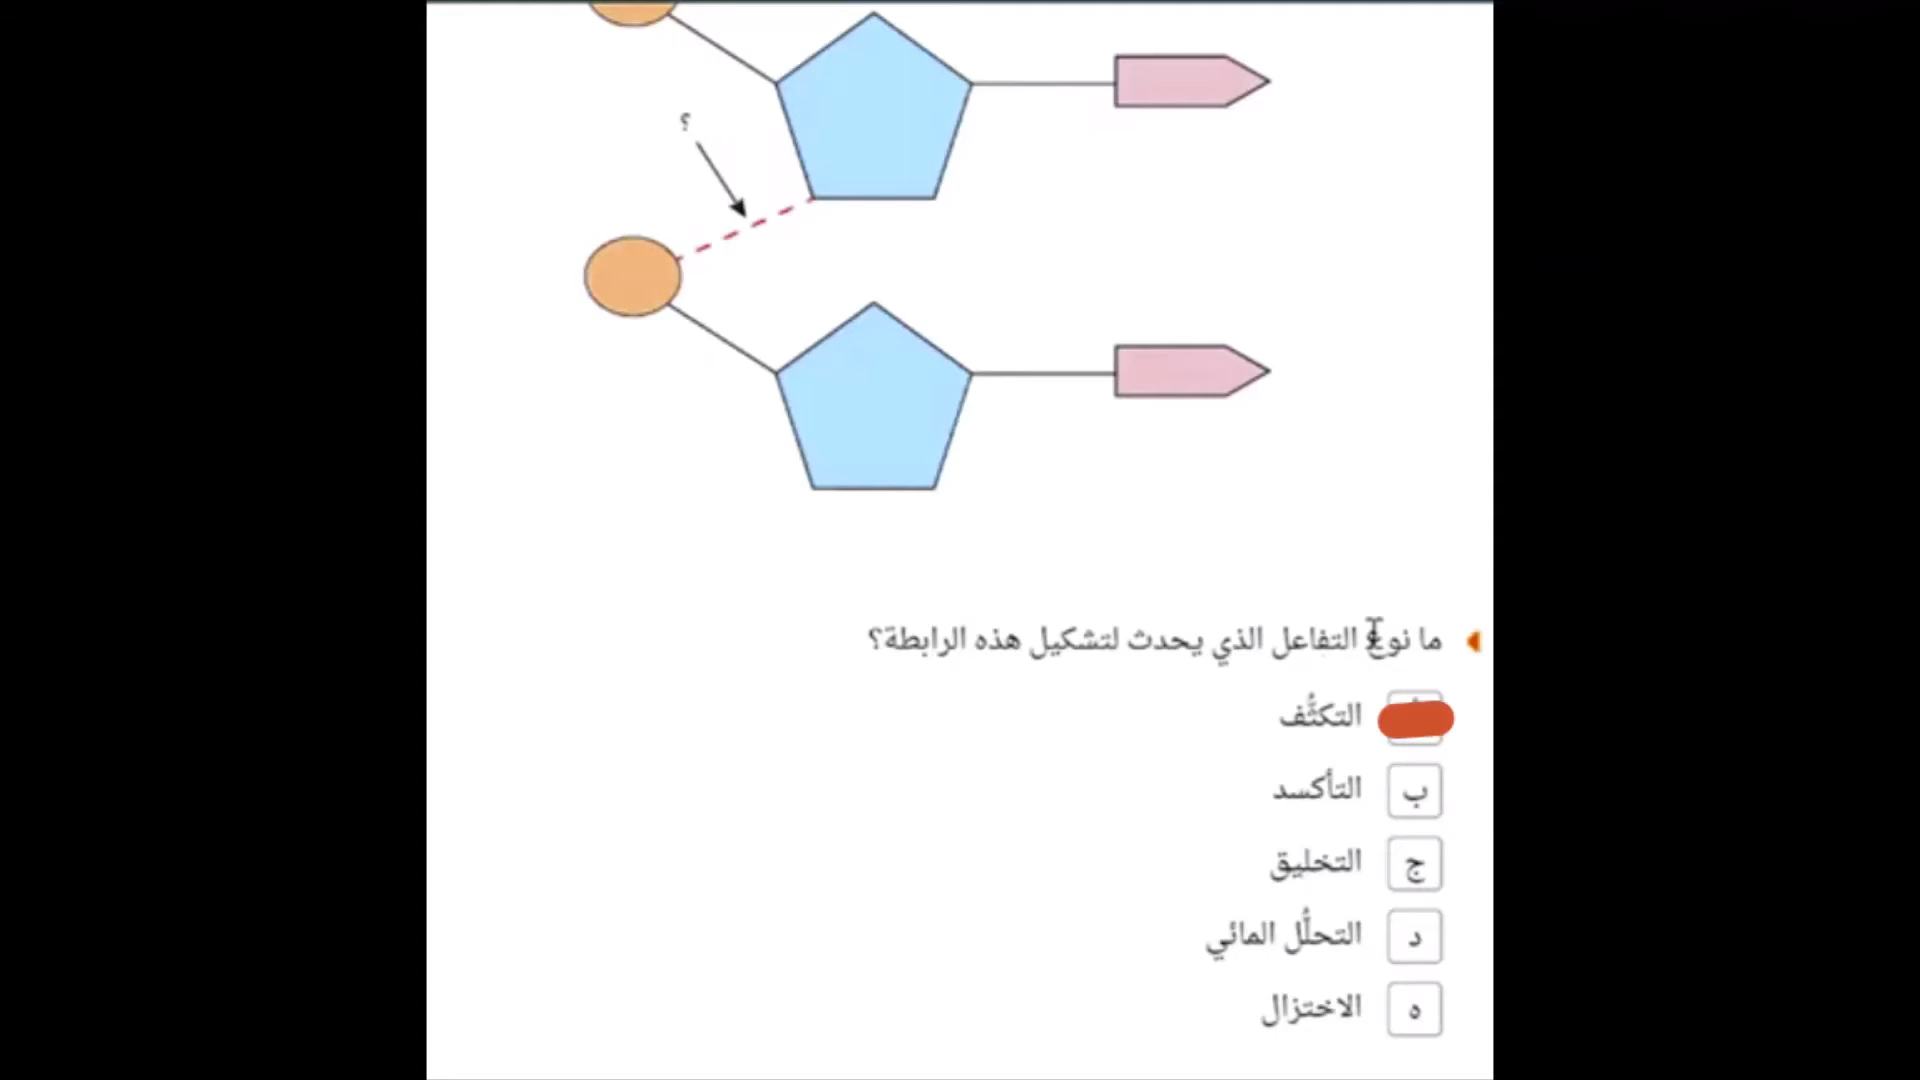 ؟
ما نوع التفاعل الذي يحدث لتشكيل هذه الرابطة؟
التكثُّف
ب التأكسد
ج التخليق
د التحلُّل المائي
ه الاختزال